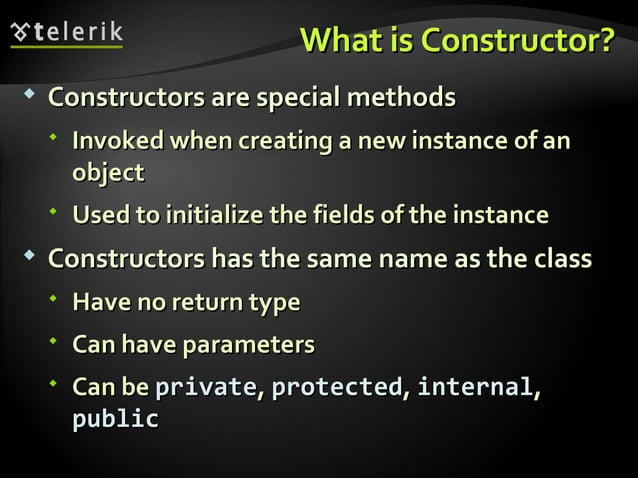 telerik
What is Constructor?
Constructors are special methods
Invoked when creating a new instance of an
object
Used to initialize the fields of the instance
Constructors has the same name as the class
Have no return type
Can have parameters
Can be private, protected, internal,
public